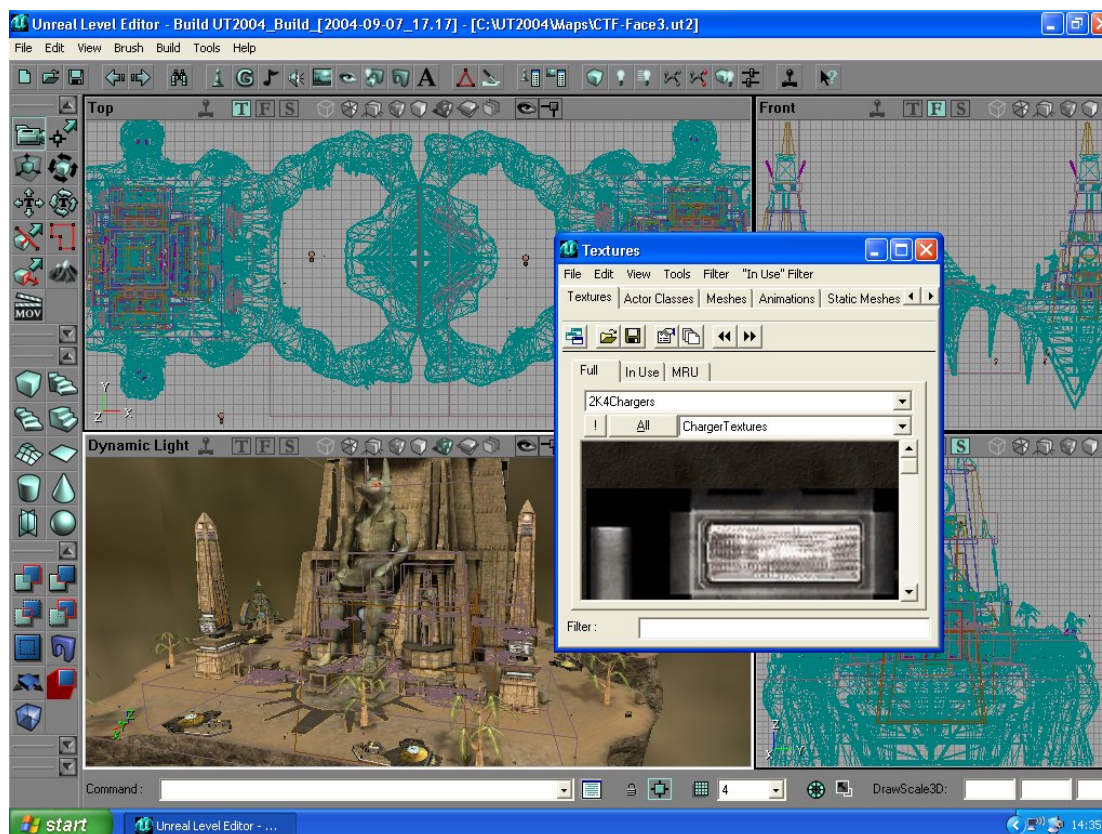 Unreal Level Editor - Build UT2004_Build_[2004-09-07_17.17] - [C:\UT2004\Maps\CTF-Face3.ut2]
File Edit View Brush Build Tools Help
Top T F S
Front T F S
MOV
Y
Z X
Textures
File Edit View Tools Filter "In Use" Filter
Textures Actor Classes Meshes Animations Static Meshes
Full In Use MRU
2K4Chargers
! All ChargerTextures
Filter :
Dynamic Light T F S
S
Command :
4
DrawScale3D:
start
Unreal Level Editor - ...
14:35